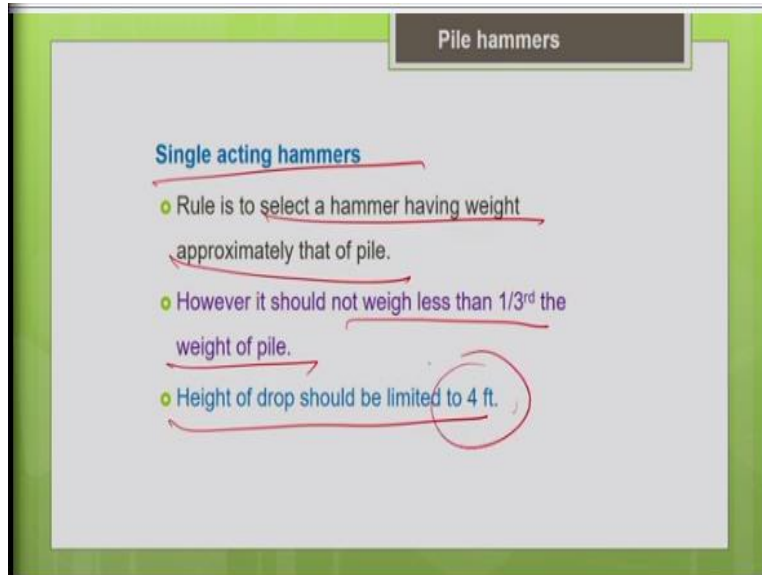 Pile hammers
Single acting hammers
Rule is to select a hammer having weight
approximately that of pile.
However it should not weigh less than 1/3rd the
weight of pile.
Height of drop should be limited to 4 ft.